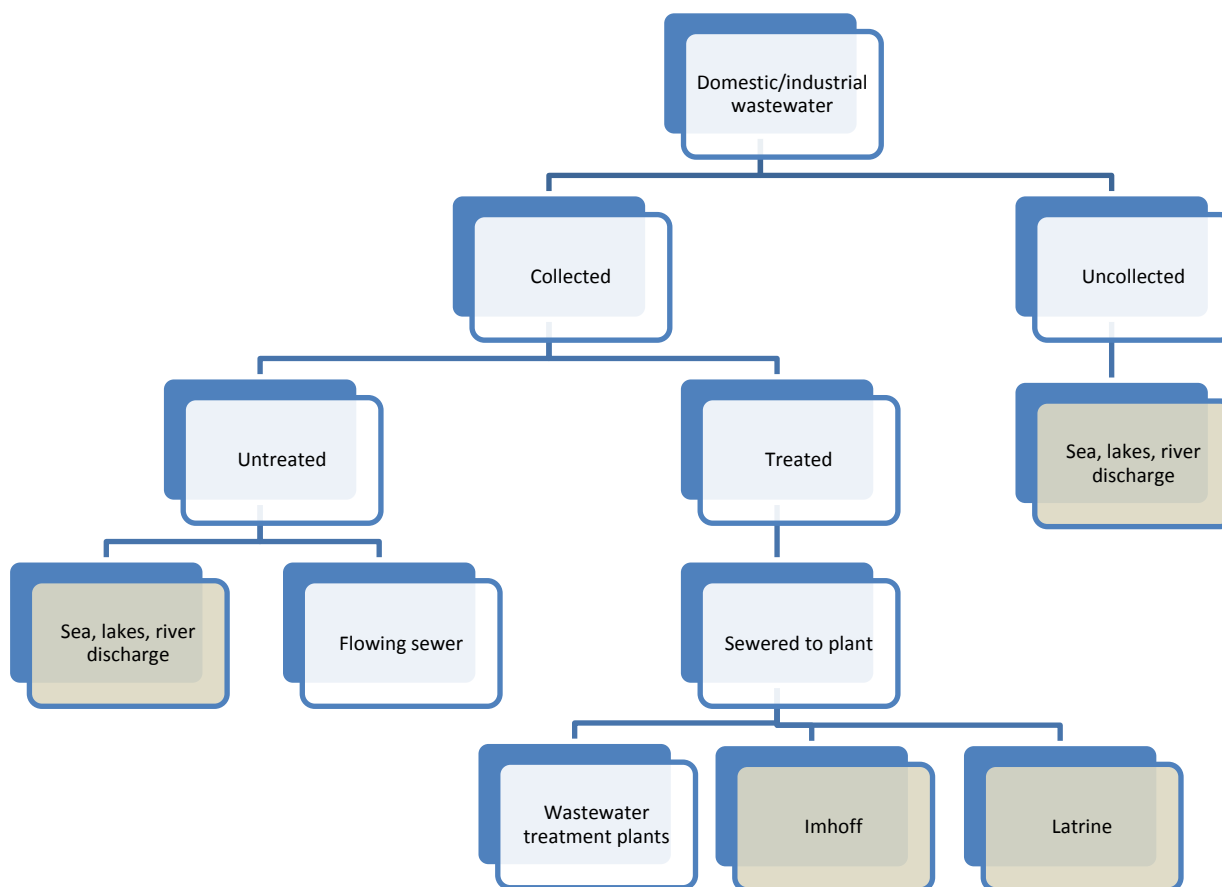 Domestic/industrial
wastewater
Collected
Uncollected
Untreated
Treated
Sea, lakes, river
discharge
Sea, lakes, river
discharge
Flowing sewer
Sewered to plant
Wastewater
treatment plants
Imhoff
Latrine